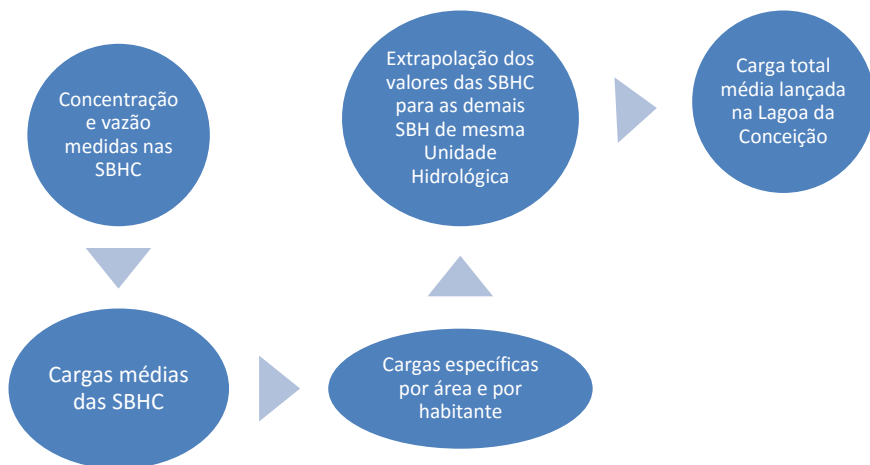 Concentração
e vazão
medidas nas
SBHC
Cargas médias
das SBHC
Cargas específicas
por área e por
habitante
Extrapolação dos
valores das SBHC
para as demais
SBH de mesma
Unidade
Hidrológica
Carga total
média lançada
na Lagoa da
Conceição